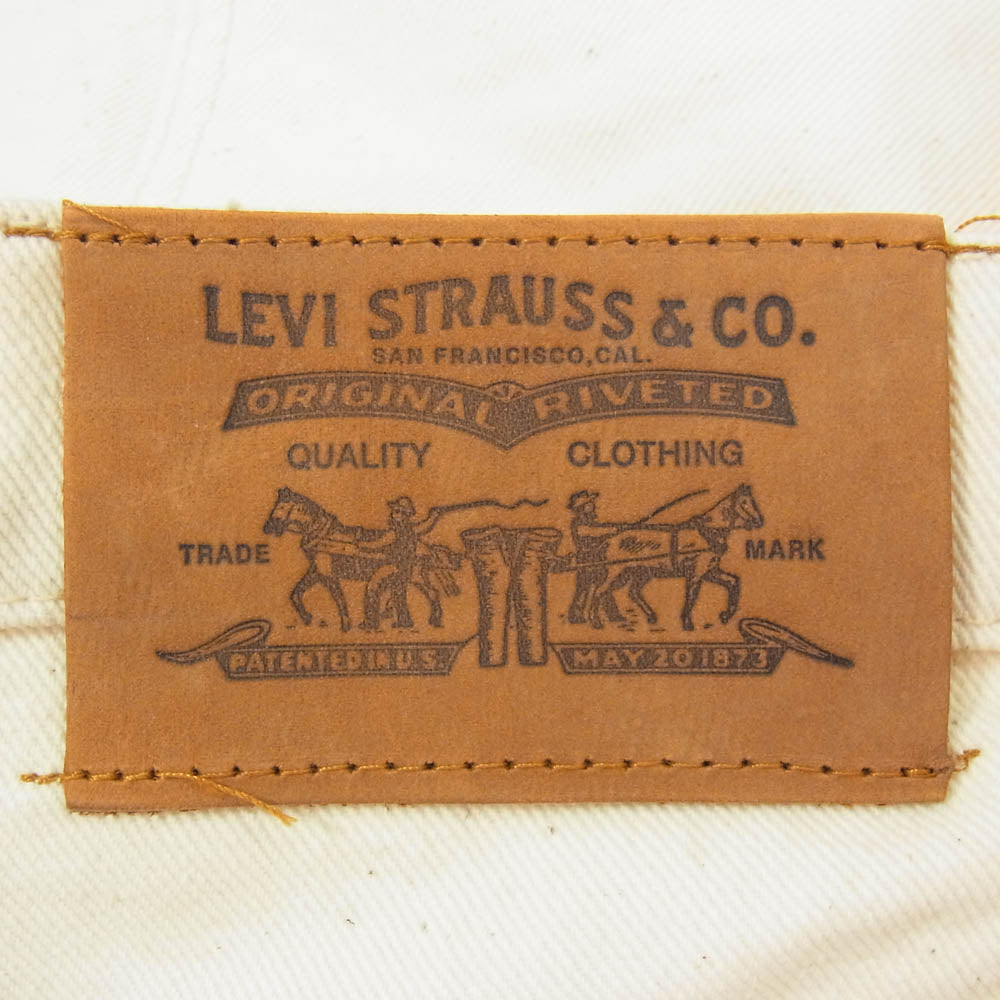 LEVI STRAUSS & CO.
SAN FRANCISCO, CAL.
ORIGINAL RIVETED
QUALITY CLOTHING
TRADE MARK
PATENTED IN U.S. MAY 20 1873